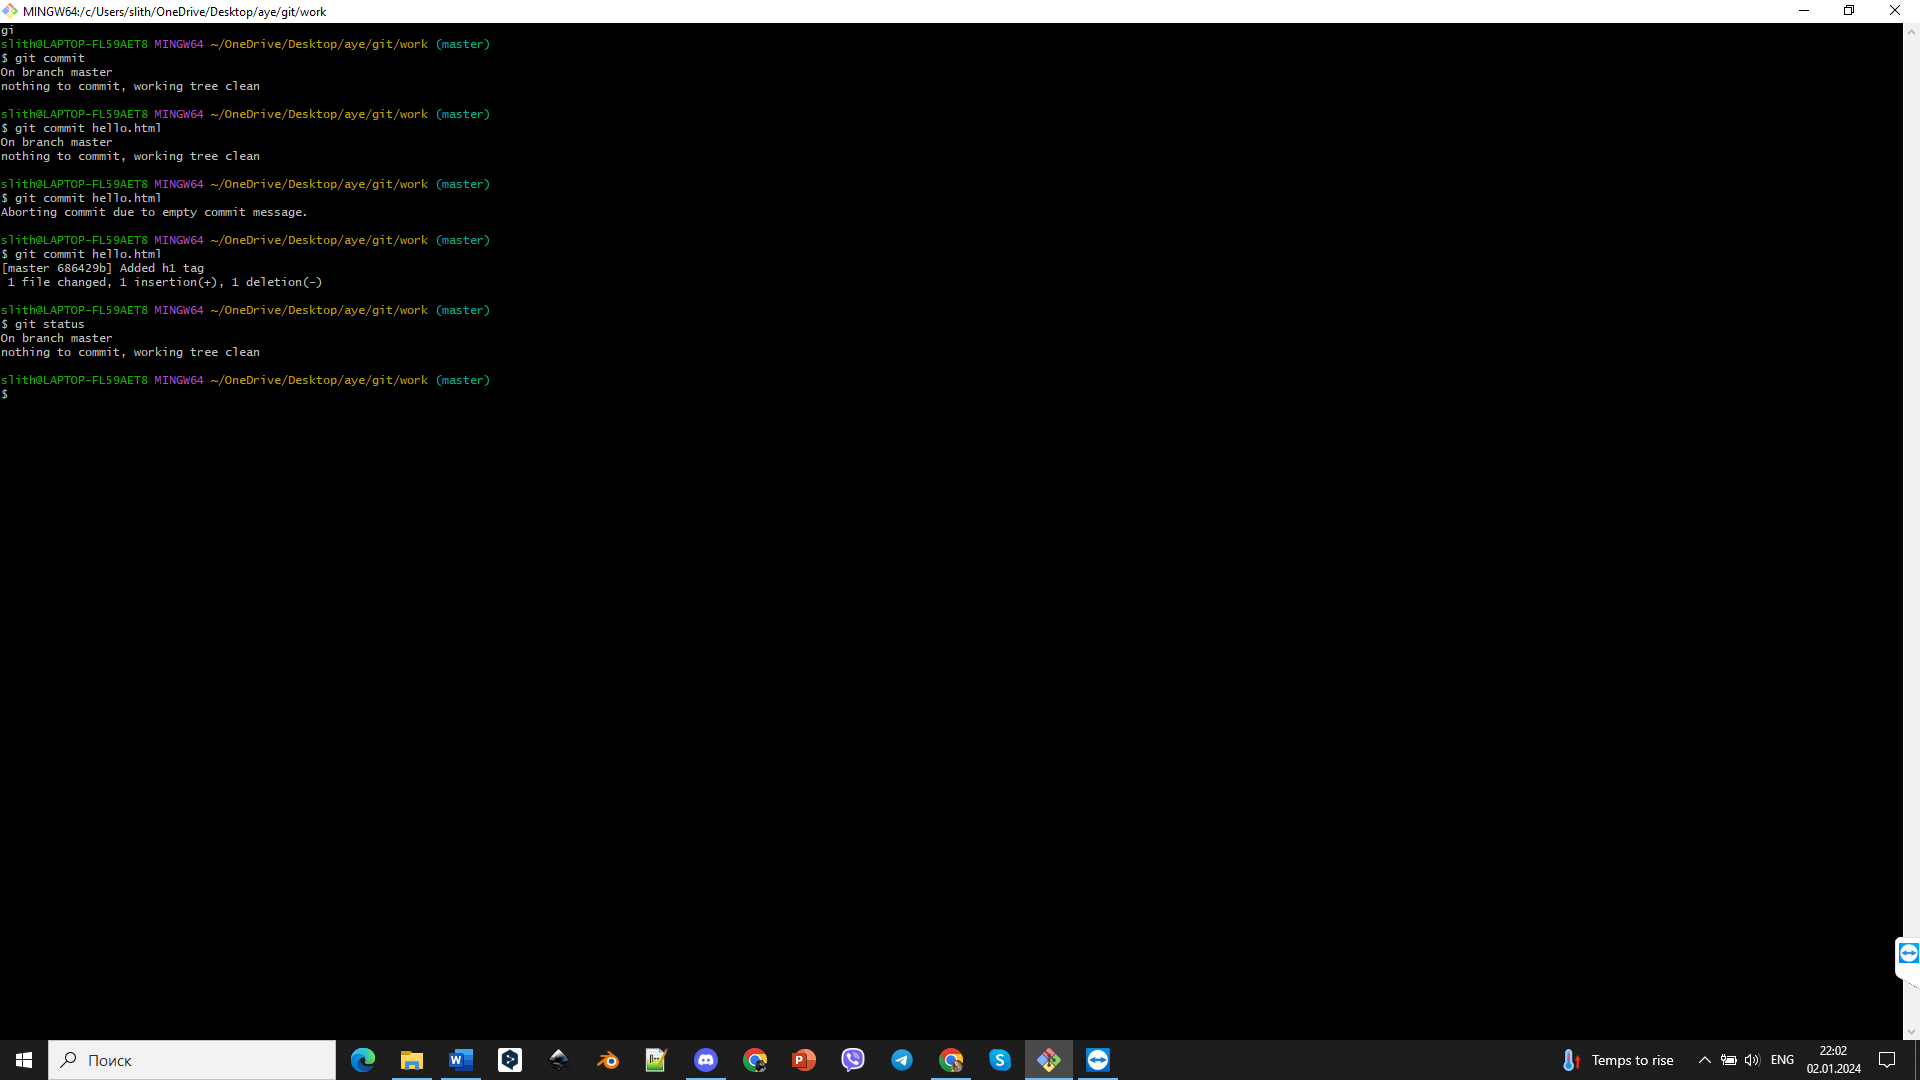 MINGW64:/c/Users/slith/OneDrive/Desktop/aye/git/work
gi
slith@LAPTOP-FL59AET8 MINGW64 ~/OneDrive/Desktop/aye/git/work (master)
$ git commit
On branch master
nothing to commit, working tree clean
slith@LAPTOP-FL59AET8 MINGW64 ~/OneDrive/Desktop/aye/git/work (master)
$ git commit hello.html
On branch master
nothing to commit, working tree clean
slith@LAPTOP-FL59AET8 MINGW64 ~/OneDrive/Desktop/aye/git/work (master)
$ git commit hello.html
Aborting commit due to empty commit message.
slith@LAPTOP-FL59AET8 MINGW64 ~/OneDrive/Desktop/aye/git/work (master)
$ git commit hello.html
[master 686429b] Added h1 tag
 1 file changed, 1 insertion(+), 1 deletion(-)
slith@LAPTOP-FL59AET8 MINGW64 ~/OneDrive/Desktop/aye/git/work (master)
$ git status
On branch master
nothing to commit, working tree clean
slith@LAPTOP-FL59AET8 MINGW64 ~/OneDrive/Desktop/aye/git/work (master)
$
Поиск
Temps to rise
ENG
22:02
02.01.2024